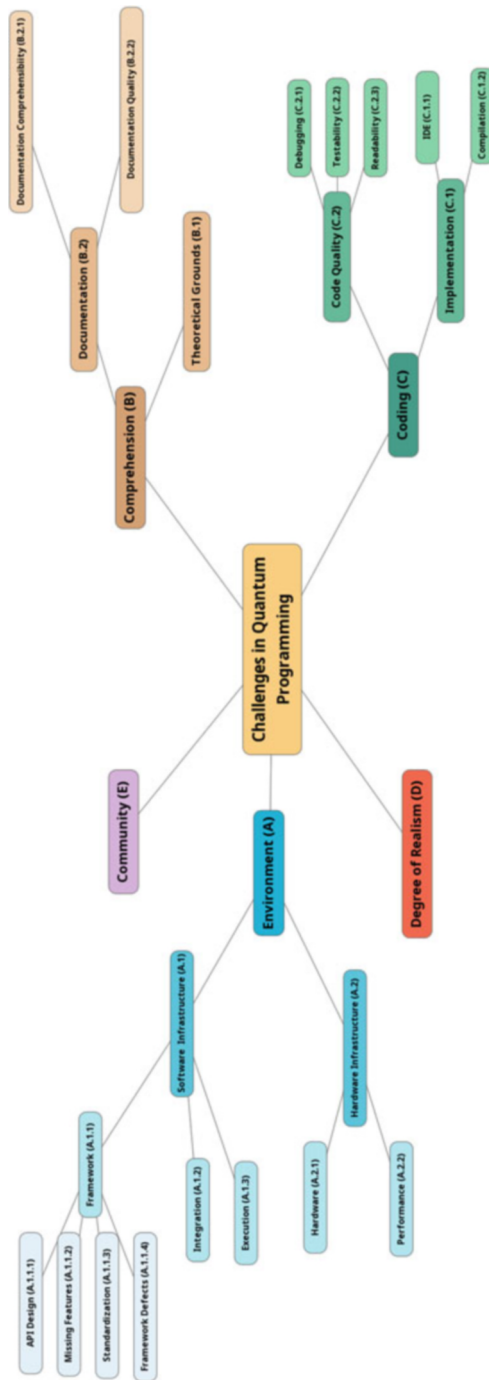 Challenges in Quantum
Programming
Environment (A)
Software Infrastructure (A.1)
Framework (A.1.1)
API Design (A.1.1.1)
Missing Features (A.1.1.2)
Standardization (A.1.1.3)
Framework Defects (A.1.1.4)
Integration (A.1.2)
Execution (A.1.3)
Hardware Infrastructure (A.2)
Hardware (A.2.1)
Performance (A.2.2)
Comprehension (B)
Theoretical Grounds (B.1)
Documentation (B.2)
Documentation Comprehensibiity (B.2.1)
Documentation Quality (B.2.2)
Coding (C)
Implementation (C.1)
IDE (C.1.1)
Compilation (C.1.2)
Code Quality (C.2)
Debugging (C.2.1)
Testability (C.2.2)
Readability (C.2.3)
Degree of Realism (D)
Community (E)